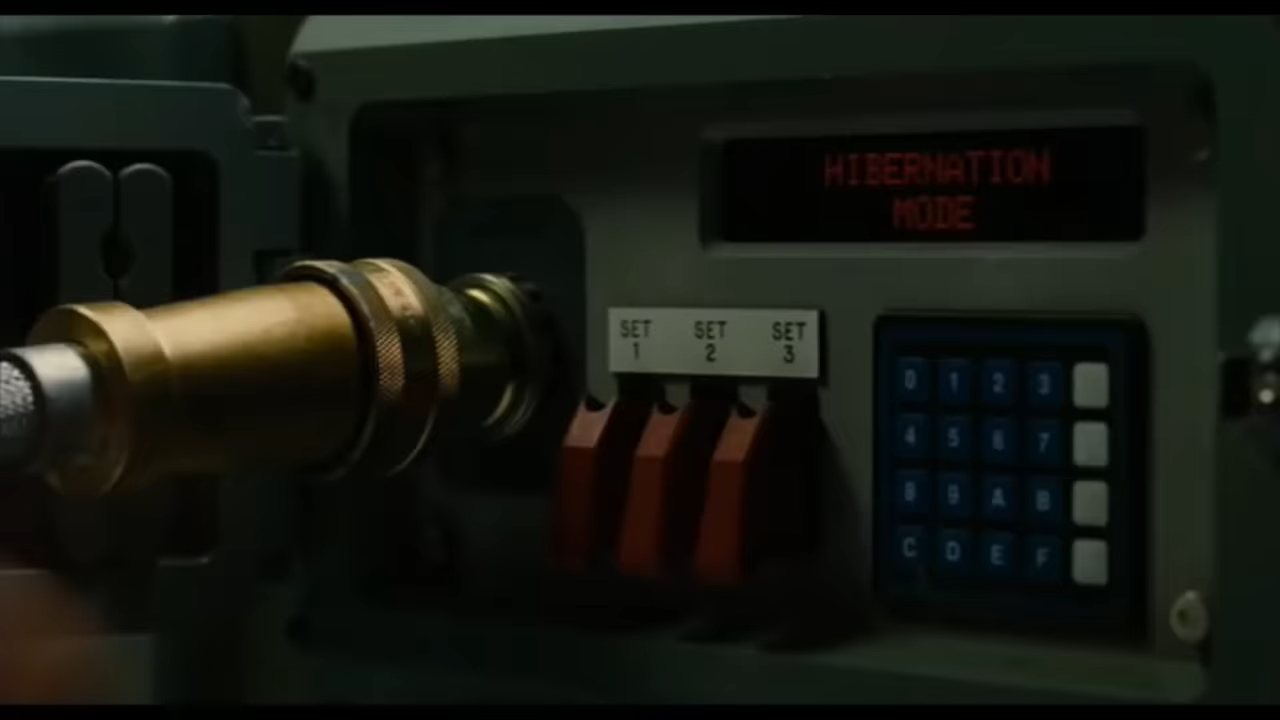 HIBERNATION
MODE
SET SET SET
1 2 3
0 1 2 3
4 5 6 7
8 9 A B
C D E F